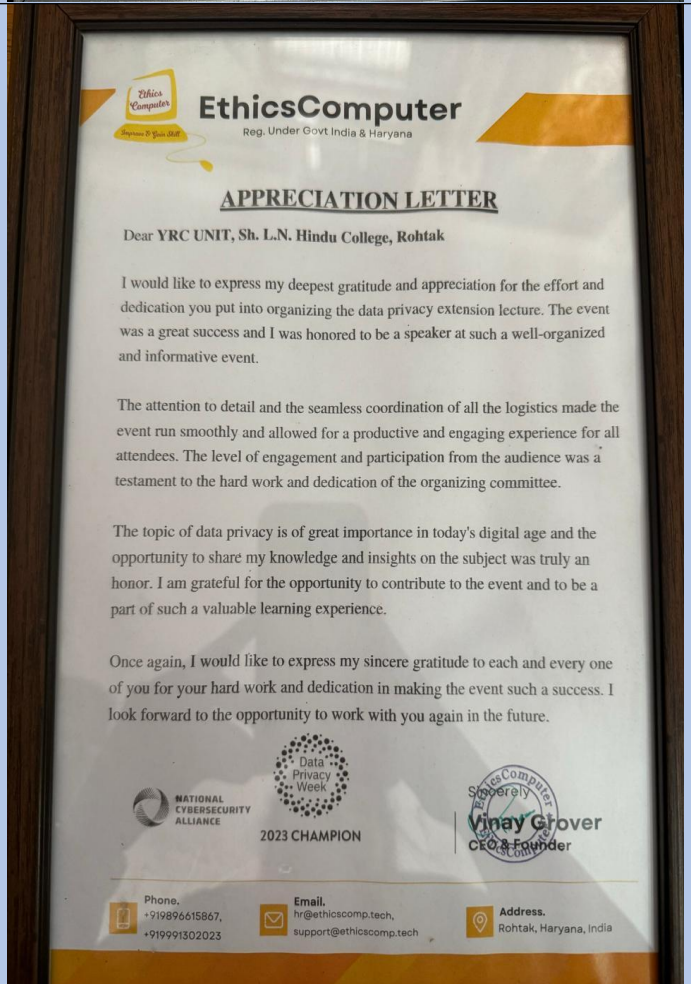 Ethics
Computer
Improve & Gain Skill
EthicsComputer
Reg. Under Govt India & Haryana
APPRECIATION LETTER
Dear YRC UNIT, Sh. L.N. Hindu College, Rohtak
I would like to express my deepest gratitude and appreciation for the effort and
dedication you put into organizing the data privacy extension lecture. The event
was a great success and I was honored to be a speaker at such a well-organized
and informative event.
The attention to detail and the seamless coordination of all the logistics made the
event run smoothly and allowed for a productive and engaging experience for all
attendees. The level of engagement and participation from the audience was a
testament to the hard work and dedication of the organizing committee.
The topic of data privacy is of great importance in today's digital age and the
opportunity to share my knowledge and insights on the subject was truly an
honor. I am grateful for the opportunity to contribute to the event and to be a
part of such a valuable learning experience.
Once again, I would like to express my sincere gratitude to each and every one
of you for your hard work and dedication in making the event such a success. I
look forward to the opportunity to work with you again in the future.
NATIONAL
CYBERSECURITY
ALLIANCE
Data
Privacy
Week
2023 CHAMPION
Sincerely
Vinay Grover
CEO & Founder
EthicsComputer
EthicsComputer
Phone.
+919896615867,
+919991302023
Email.
hr@ethicscomp.tech,
support@ethicscomp.tech
Address.
Rohtak, Haryana, India